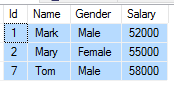 Id Name Gender Salary
1 Mark Male 52000
2 Mary Female 55000
7 Tom Male 58000